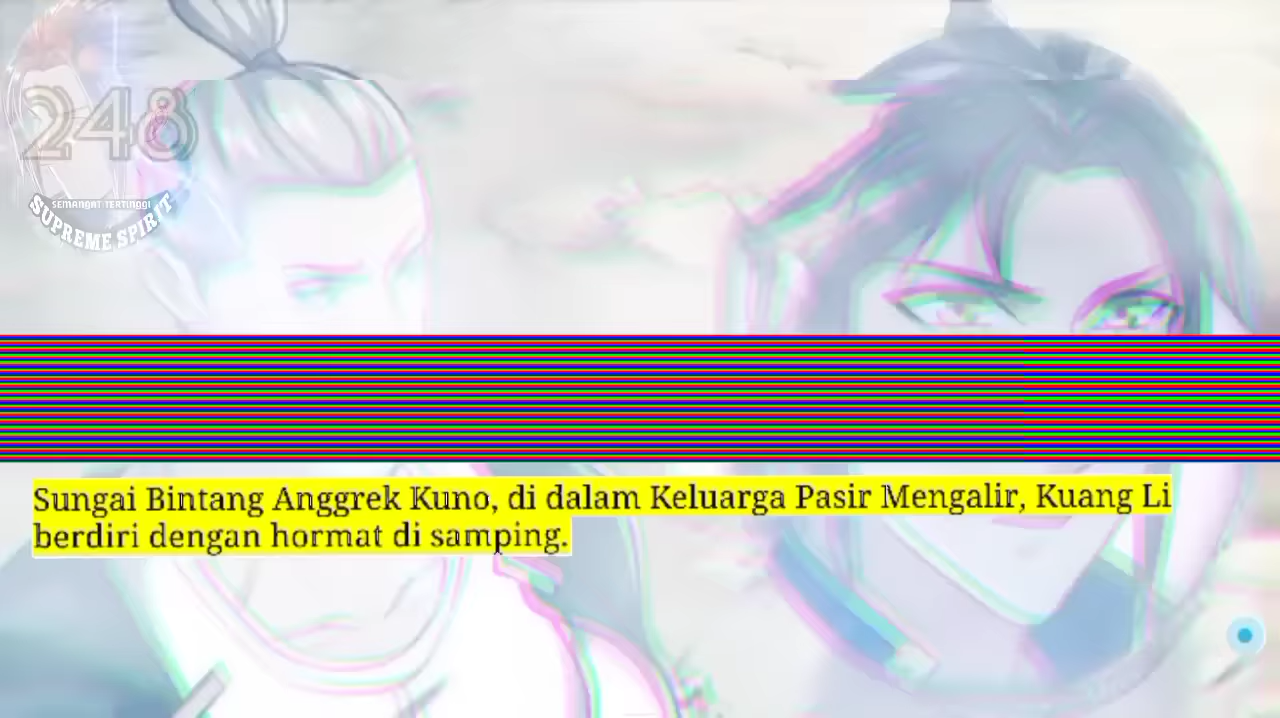 248
SEMANGAT TERTINGGI
SUPREME SPIRIT
Sungai Bintang Anggrek Kuno, di dalam Keluarga Pasir Mengalir, Kuang Li
berdiri dengan hormat di samping.